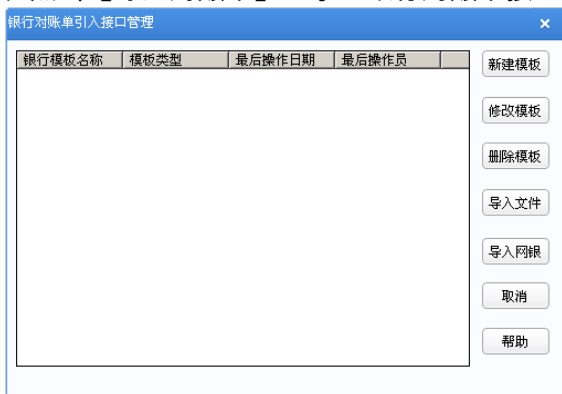 银行对账单引入接口管理
银行模板名称 模板类型 最后操作日期 最后操作员
新建模板
修改模板
删除模板
导入文件
导入网银
取消
帮助